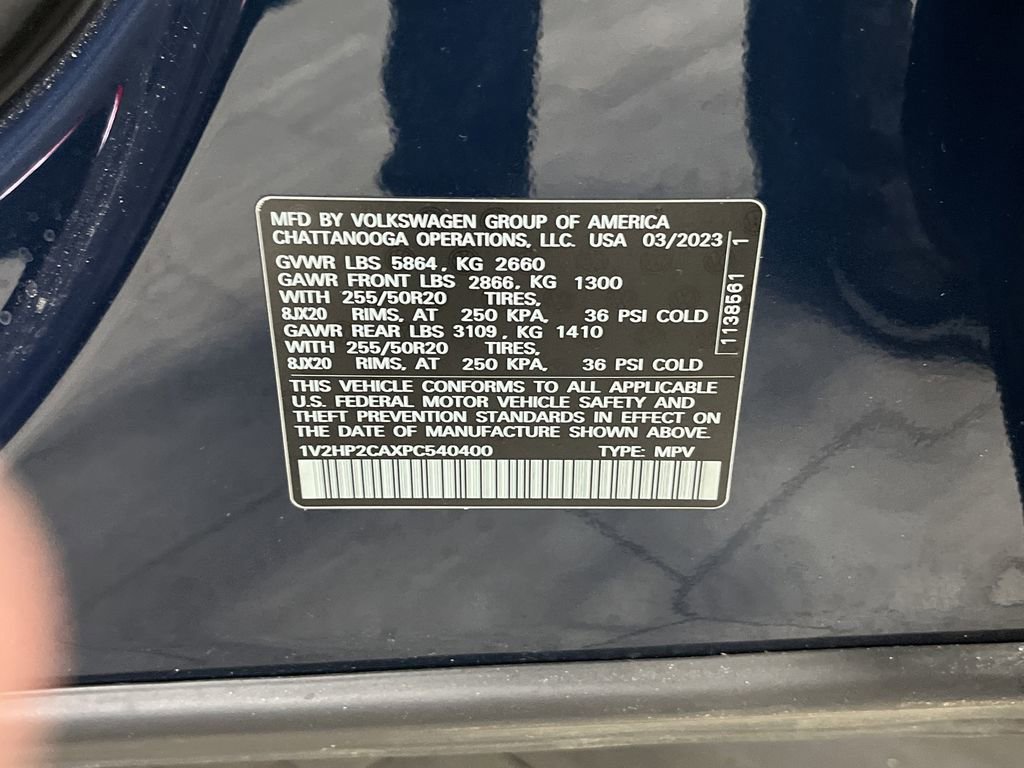 MFD BY VOLKSWAGEN GROUP OF AMERICA
CHATTANOOGA OPERATIONS, LLC. USA 03/2023
GVWR LBS 5864, KG 2660
GAWR FRONT LBS 2866, KG 1300
WITH 255/50R20 TIRES,
8JX20 RIMS, AT 250 KPA, 36 PSI COLD
GAWR REAR LBS 3109, KG 1410
WITH 255/50R20 TIRES,
8JX20 RIMS, AT 250 KPA, 36 PSI COLD
1138561 1
THIS VEHICLE CONFORMS TO ALL APPLICABLE
U.S. FEDERAL MOTOR VEHICLE SAFETY AND
THEFT PREVENTION STANDARDS IN EFFECT ON
THE DATE OF MANUFACTURE SHOWN ABOVE.
1V2HP2CAXPC540400 TYPE: MPV